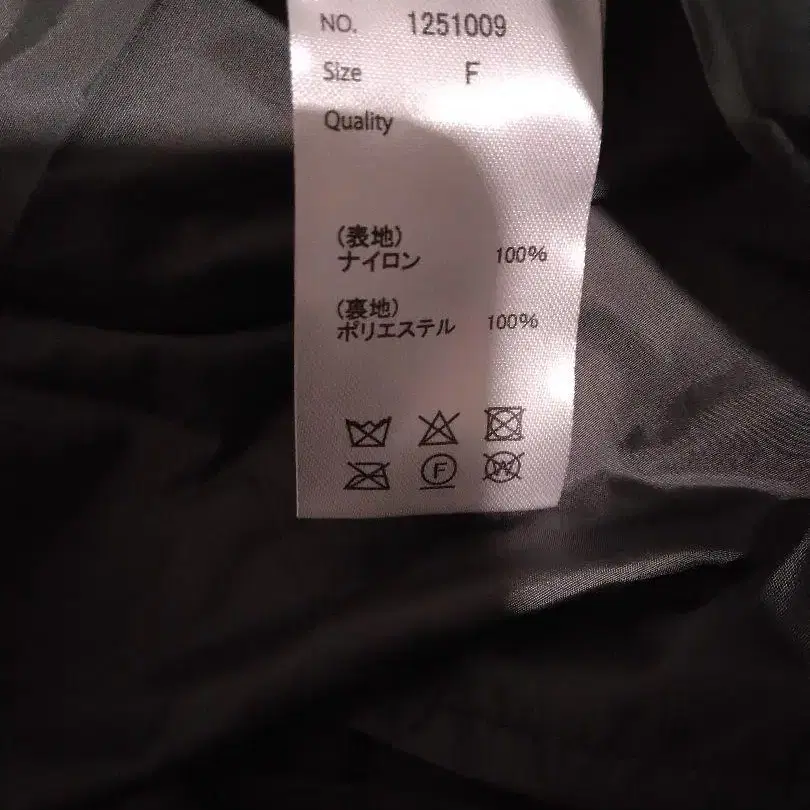 NO. 1251009
Size F
Quality
(表地)
ナイロン 100%
(裏地)
ポリエステル 100%
F
W